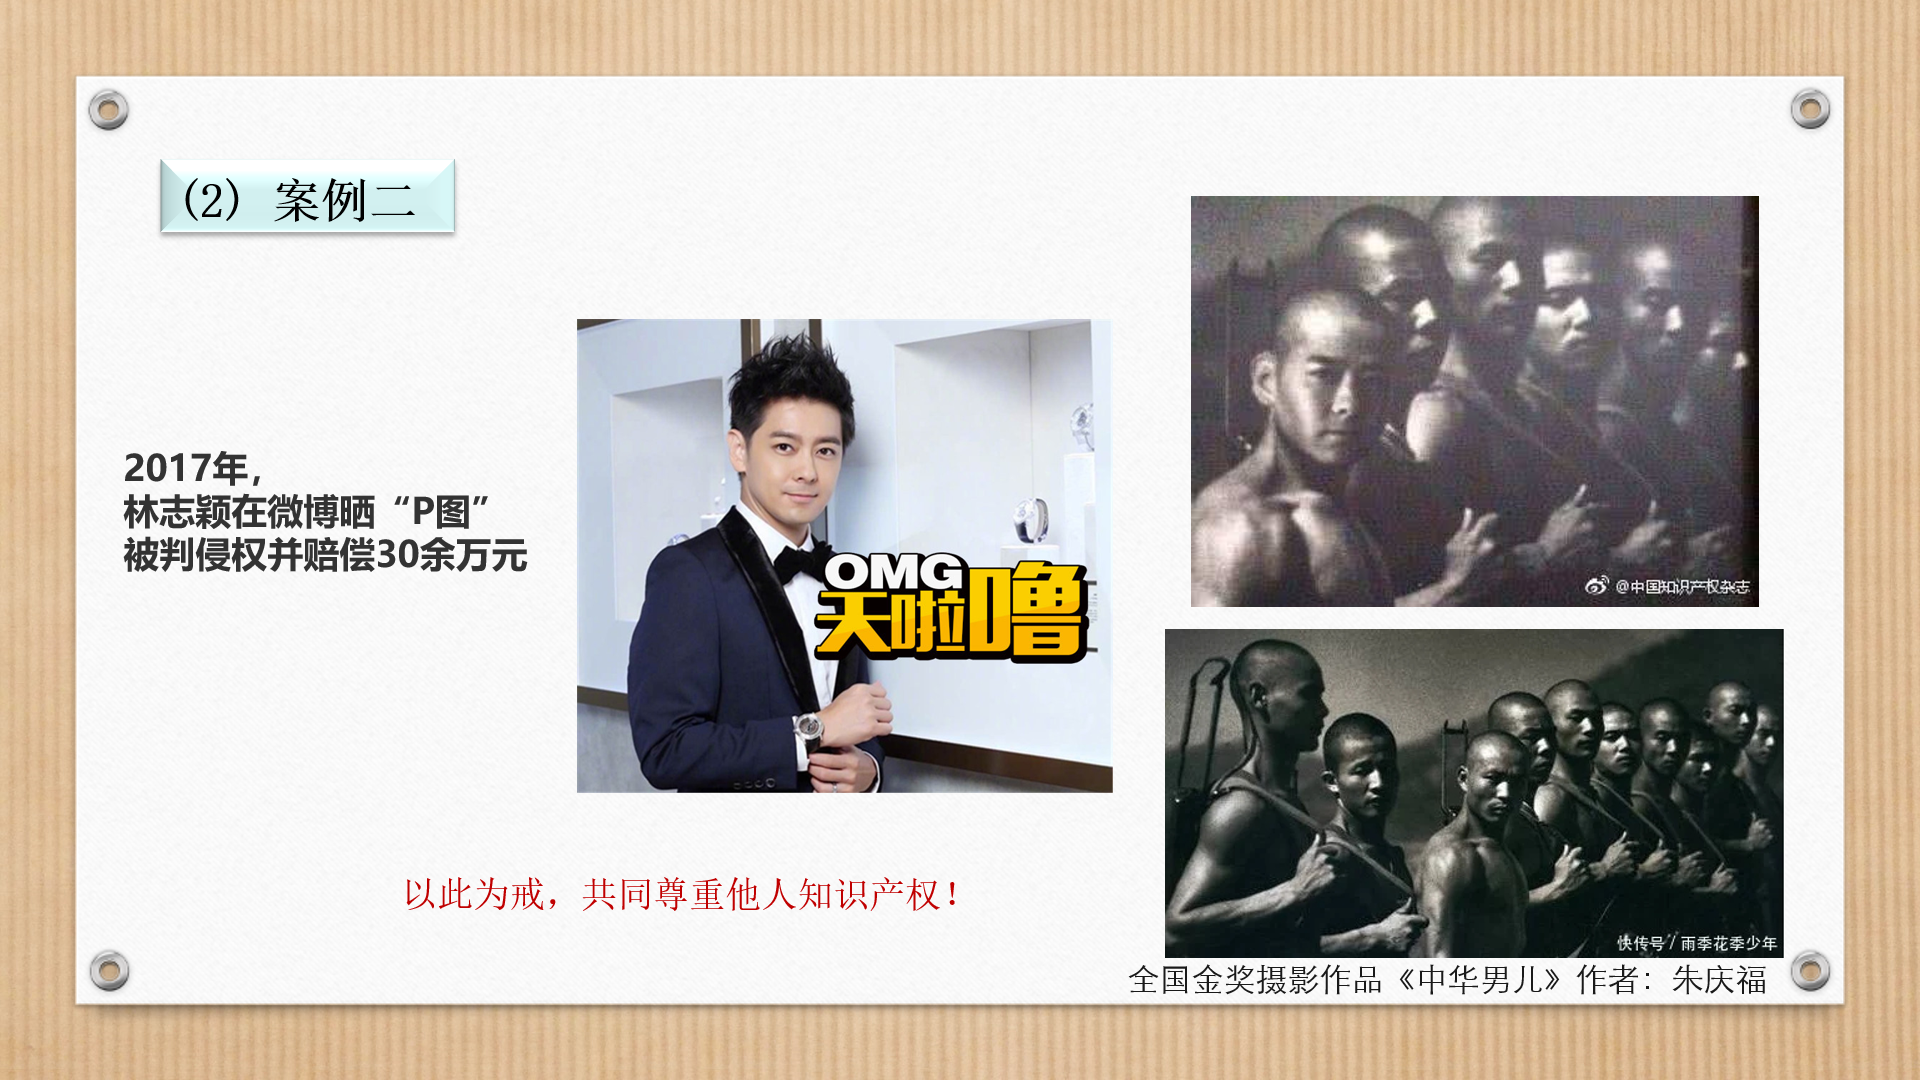 (2) 案例二
2017年，
林志颖在微博晒“P图”
被判侵权并赔偿30余万元
OMG
天啦噜
@中国知识产权杂志
快传号/雨季花季少年
以此为戒，共同尊重他人知识产权！
全国金奖摄影作品《中华男儿》作者：朱庆福